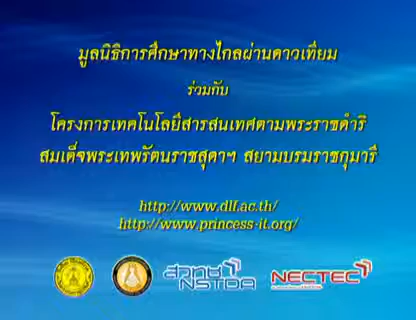 มูลนิธิการศึกษาทางไกลผ่านดาวเทียม
ร่วมกับ
โครงการเทคโนโลยีสารสนเทศตามพระราชดำริ
สมเด็จพระเทพรัตนราชสุดาฯ สยามบรมราชกุมารี
http://www.dlf.ac.th/
http://www.princess-it.org/
สวทช NECTEC
NSTDA